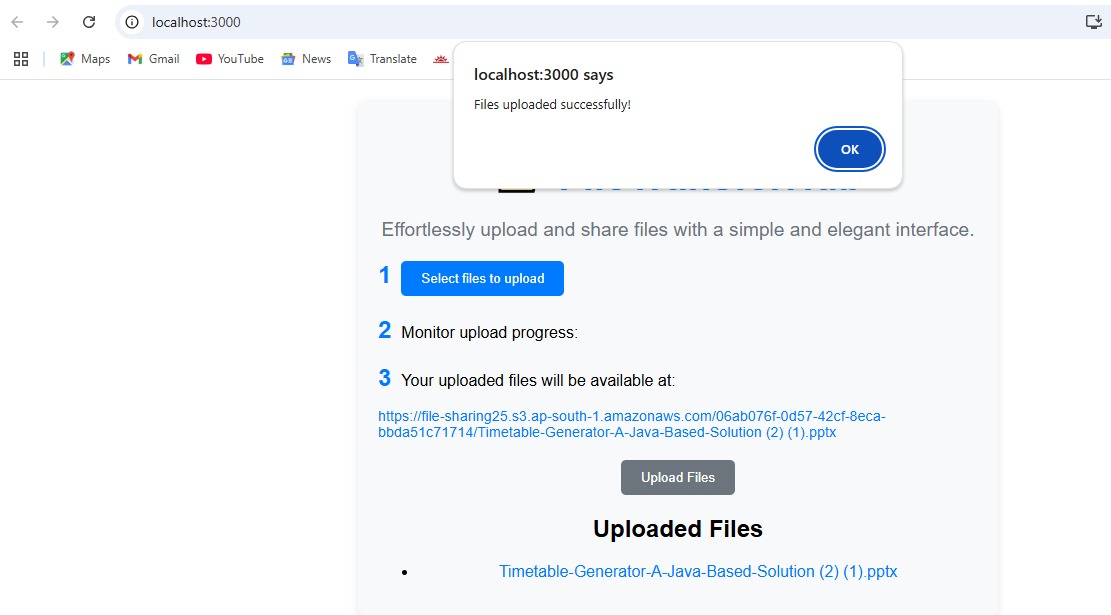 localhost:3000
Maps
Gmail
YouTube
News
Translate
localhost:3000 says
Files uploaded successfully!
OK
Effortlessly upload and share files with a simple and elegant interface.
1 Select files to upload
2 Monitor upload progress:
3 Your uploaded files will be available at:
https://file-sharing25.s3.ap-south-1.amazonaws.com/06ab076f-0d57-42cf-8eca-
bbda51c71714/Timetable-Generator-A-Java-Based-Solution (2) (1).pptx
Upload Files
Uploaded Files
• Timetable-Generator-A-Java-Based-Solution (2) (1).pptx